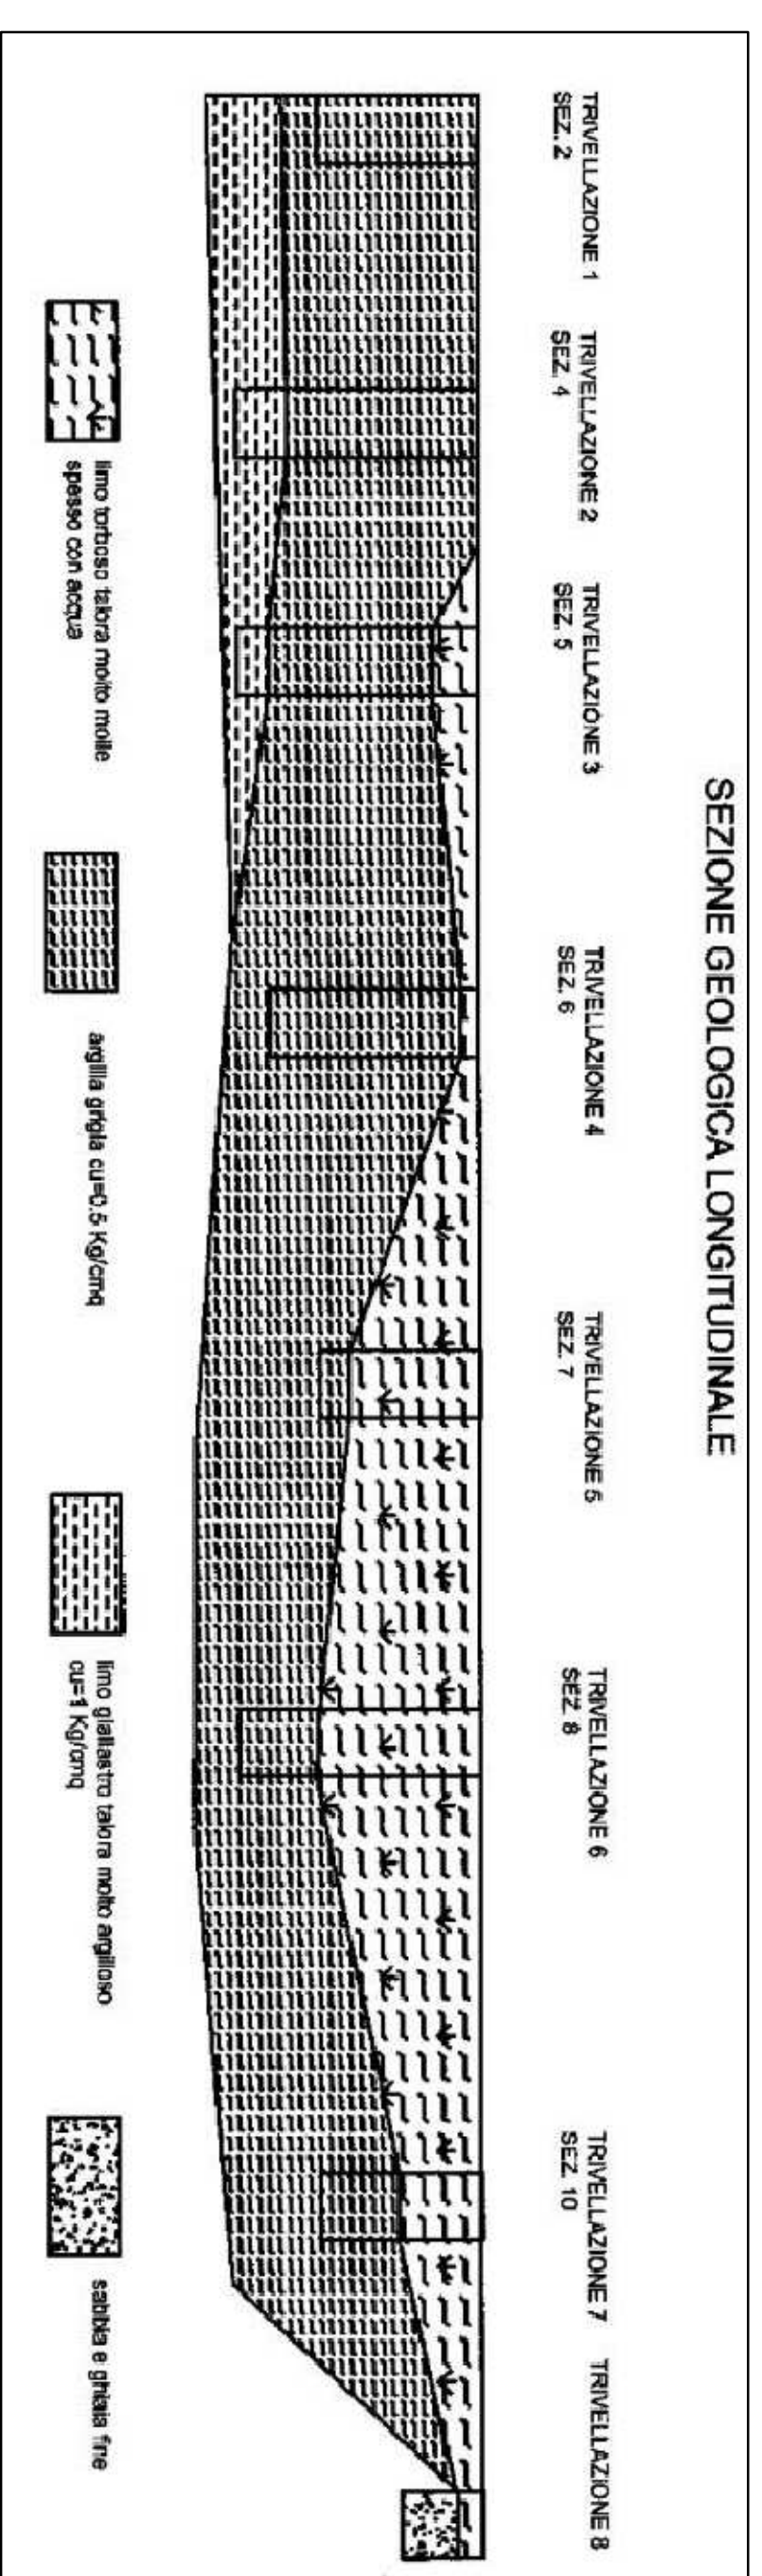 SEZIONE GEOLOGICA LONGITUDINALE
TRIVELLAZIONE 1
SEZ. 2
TRIVELLAZIONE 2
SEZ. 4
TRIVELLAZIONE 3
SEZ. 5
TRIVELLAZIONE 4
SEZ. 6
TRIVELLAZIONE 5
SEZ. 7
TRIVELLAZIONE 6
SEZ. 8
TRIVELLAZIONE 7
SEZ. 10
TRIVELLAZIONE 8
limo torboso talora molto molle
spesso con acqua
argilla grigia cu=0.5 Kg/cmq
limo giallastro talora molto argilloso
cu=1 Kg/cmq
sabbia e ghiaia fine